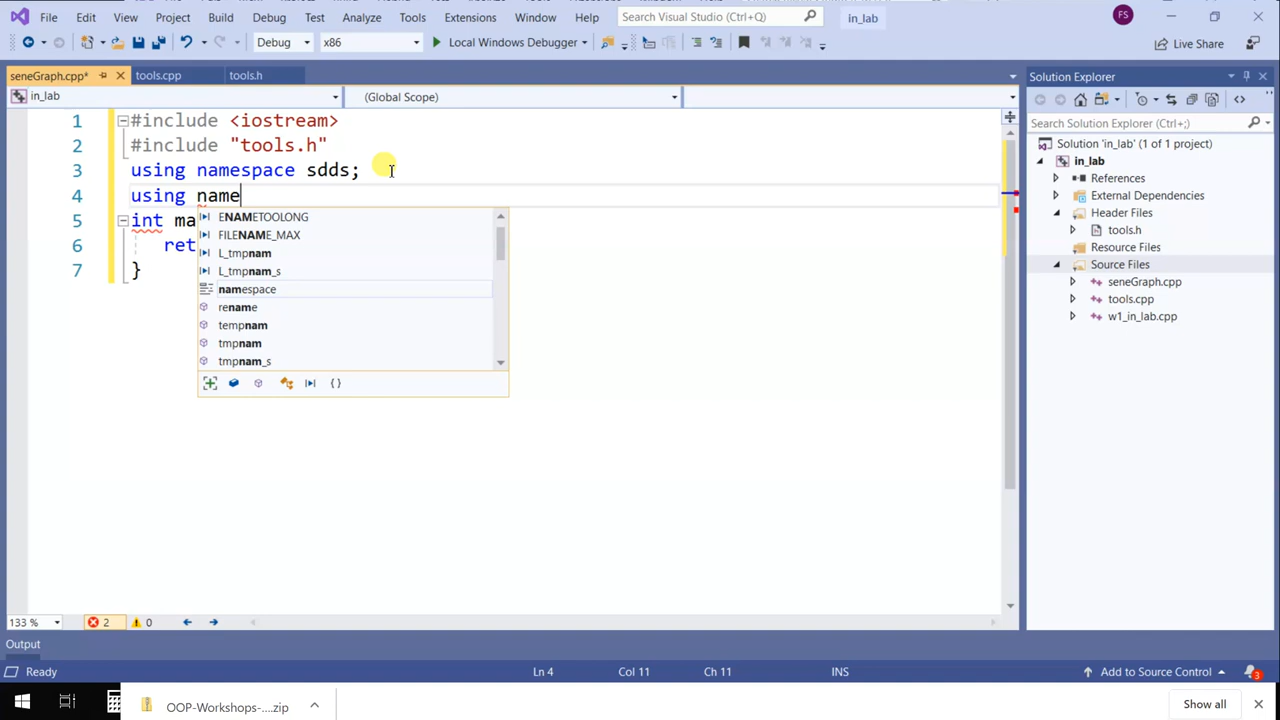 File Edit View Project Build Debug Test Analyze Tools Extensions Window Help Search Visual Studio (Ctrl+Q) in_lab FS
Debug x86 Local Windows Debugger Live Share
seneGraph.cpp* tools.cpp tools.h
in_lab (Global Scope)
1 #include <iostream>
2 #include "tools.h"
3 using namespace sdds;
4 using name
5 int ma
6 ret
7 }
ENAMETOOLONG
FILENAME_MAX
L_tmpnam
L_tmpnam_s
namespace
rename
tempnam
tmpnam
tmpnam_s
Solution Explorer
Search Solution Explorer (Ctrl+;)
Solution 'in_lab' (1 of 1 project)
in_lab
References
External Dependencies
Header Files
tools.h
Resource Files
Source Files
seneGraph.cpp
tools.cpp
w1_in_lab.cpp
133 % 2 0
Output
Ready Ln 4 Col 11 Ch 11 INS Add to Source Control 3
OOP-Workshops-....zip Show all